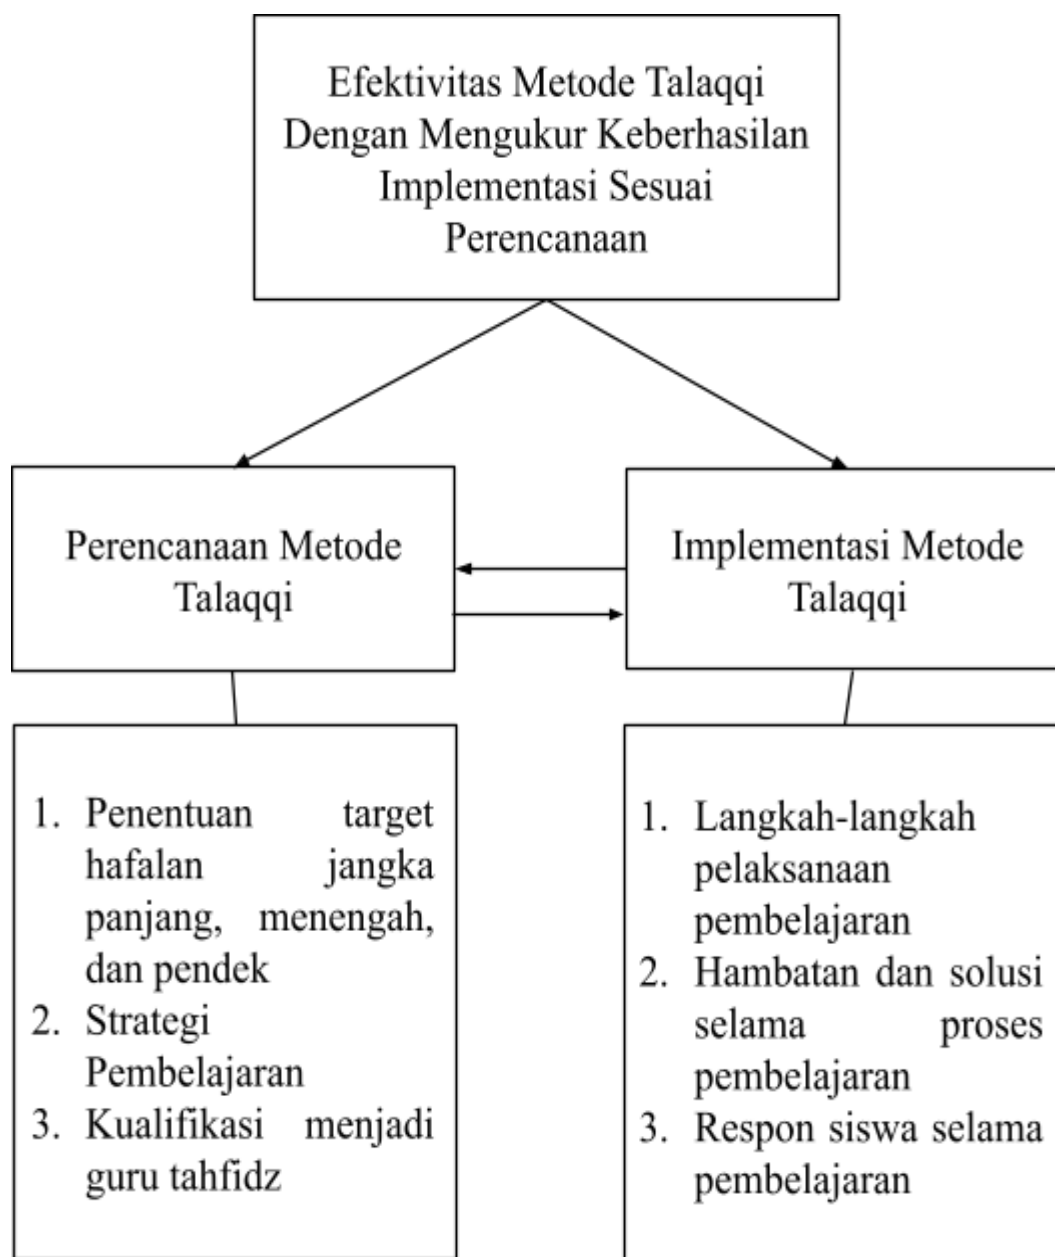 Efektivitas Metode Talaqqi
Dengan Mengukur Keberhasilan
Implementasi Sesuai
Perencanaan
Perencanaan Metode
Talaqqi
Implementasi Metode
Talaqqi
1. Penentuan target
hafalan jangka
panjang, menengah,
dan pendek
2. Strategi
Pembelajaran
3. Kualifikasi menjadi
guru tahfidz
1. Langkah-langkah
pelaksanaan
pembelajaran
2. Hambatan dan solusi
selama proses
pembelajaran
3. Respon siswa selama
pembelajaran